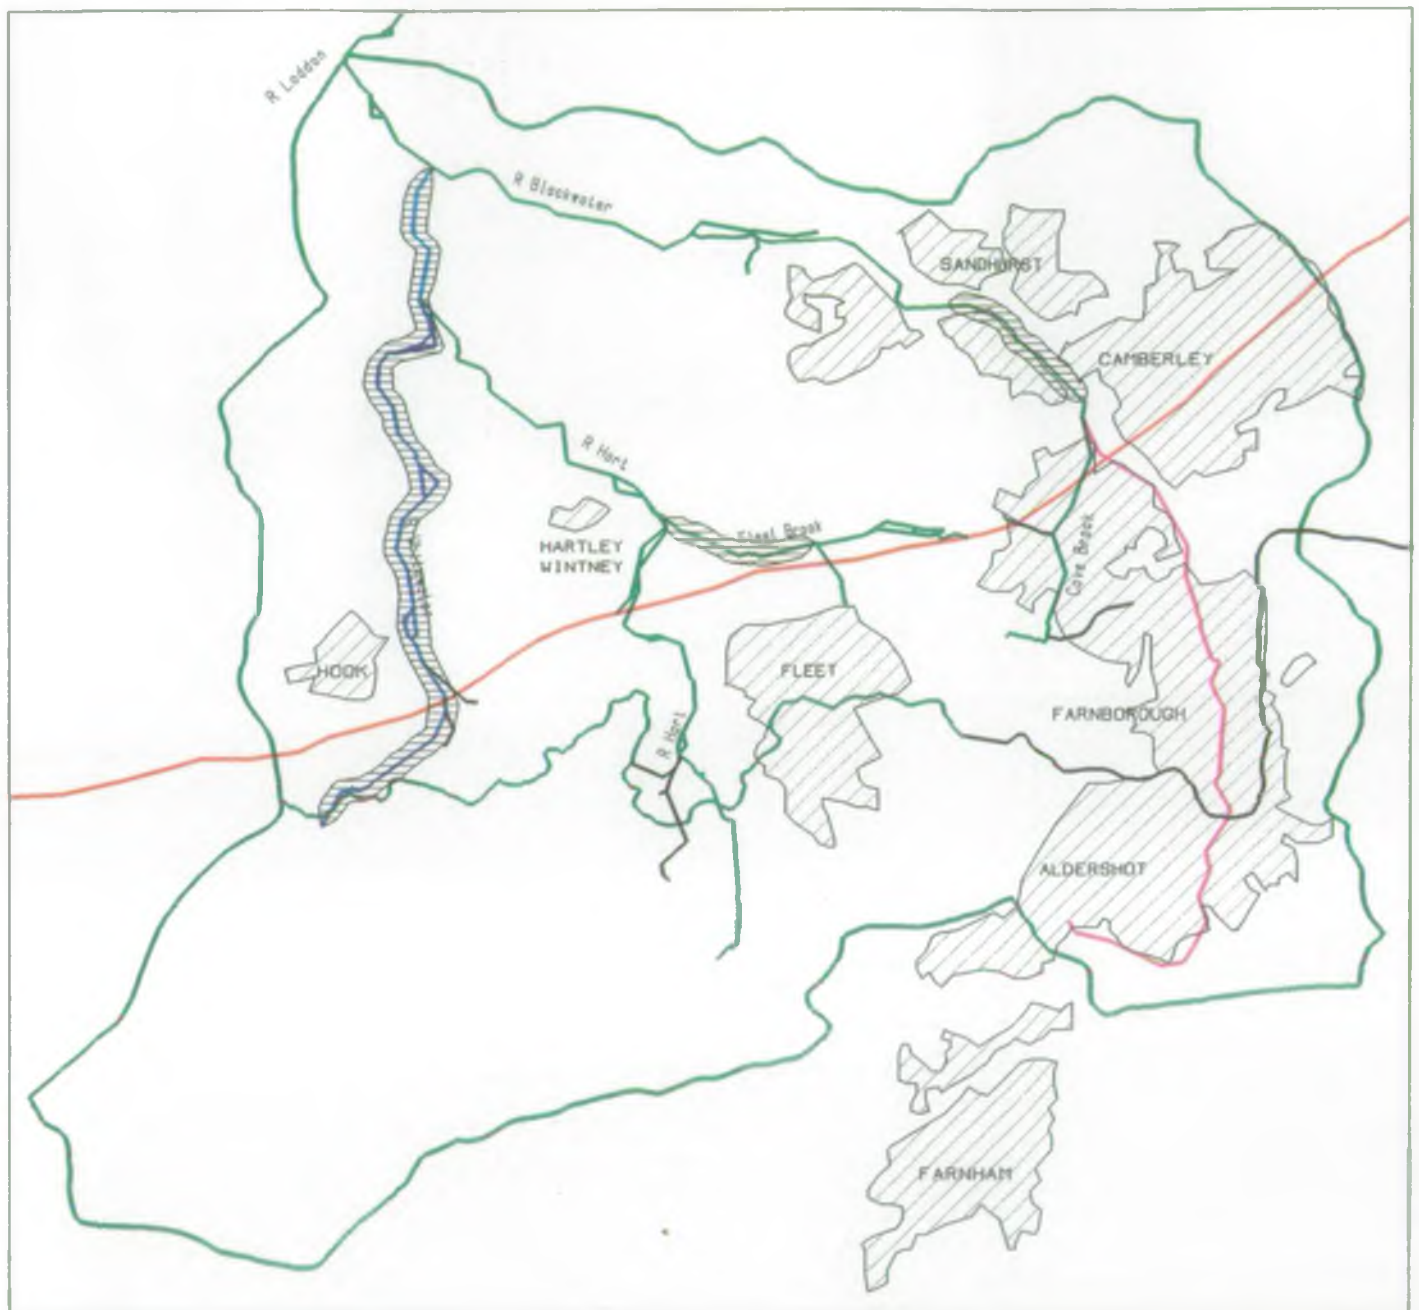 R Loddon
R Blackwater
SANDHURST
CAMBERLEY
R Hart
Fleet Brook
HARTLEY
WINTNEY
Cove Brook
HOOK
FLEET
FARNBOROUGH
R Hart
ALDERSHOT
FARNHAM